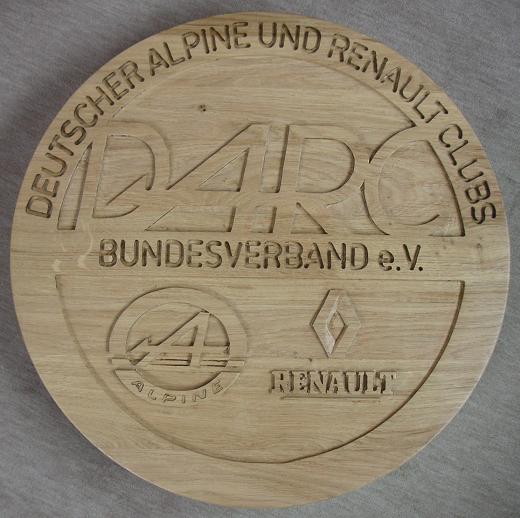 DEUTSCHER ALPINE UND RENAULT CLUBS
DARC
BUNDESVERBAND e.V.
A
ALPINE
RENAULT